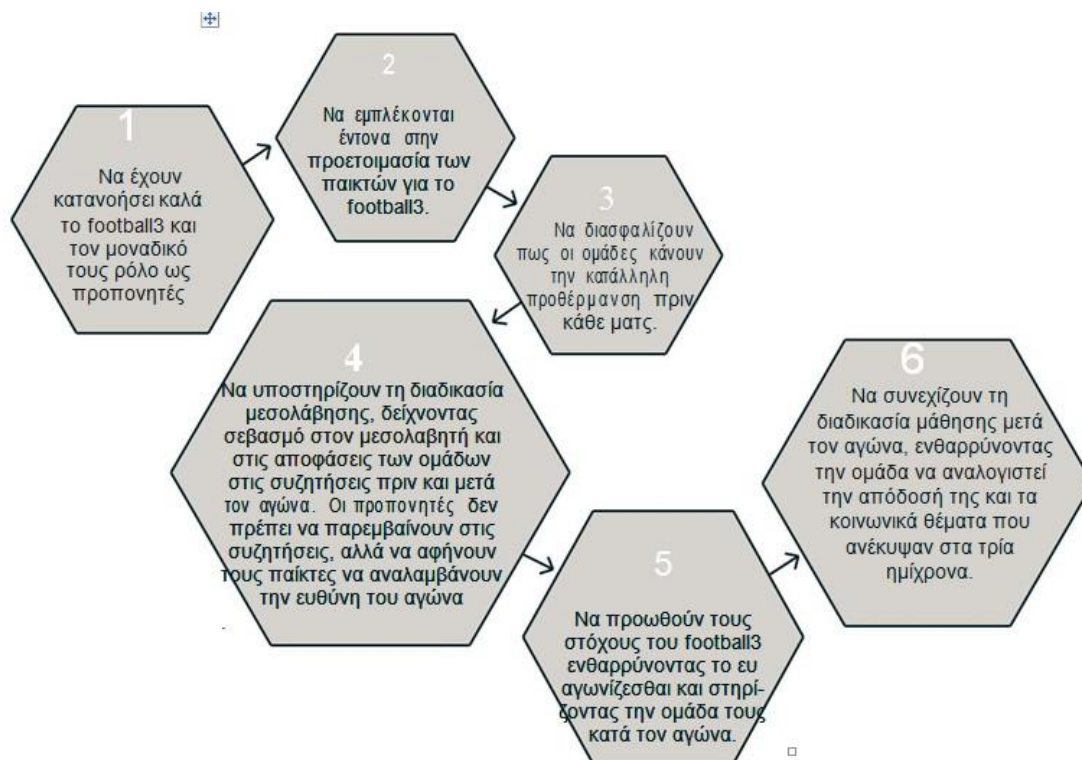 1
Να έχουν
κατανοήσει καλά
το football3 και
τον μοναδικό
τους ρόλο ως
προπονητές
2
Να εμπλέκονται
έντονα στην
προετοιμασία των
παικτών για το
football3.
3
Να διασφαλίζουν
πως οι ομάδες κάνουν
την κατάλληλη
προθέρμανση πριν
κάθε ματς.
4
Να υποστηρίζουν τη διαδικασία
μεσολάβησης, δείχνοντας
σεβασμό στον μεσολαβητή και
στις αποφάσεις των ομάδων
στις συζητήσεις πριν και μετά
τον αγώνα. Οι προπονητές δεν
πρέπει να παρεμβαίνουν στις
συζητήσεις, αλλά να αφήνουν
τους παίκτες να αναλαμβάνουν
την ευθύνη του αγώνα
5
Να προωθούν τους
στόχους του football3
ενθαρρύνοντας το ευ
αγωνίζεσθαι και στηρί-
ζοντας την ομάδα τους
κατά τον αγώνα.
6
Να συνεχίζουν τη
διαδικασία μάθησης μετά
τον αγώνα, ενθαρρύνοντας
την ομάδα να αναλογιστεί
την απόδοσή της και τα
κοινωνικά θέματα που
ανέκυψαν στα τρία
ημίχρονα.